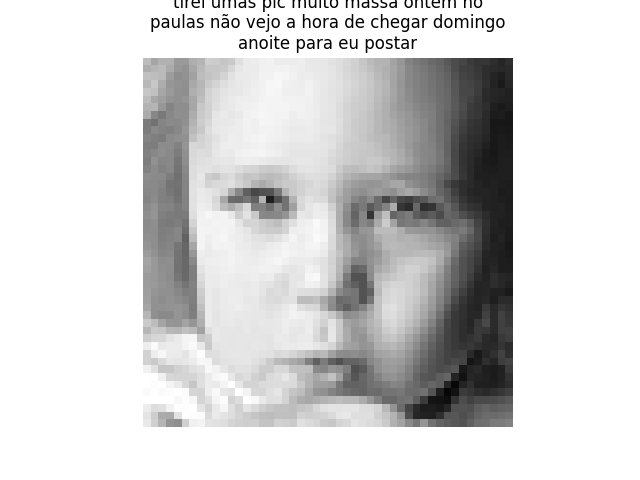 tirei umas pic muito massa ontem no
paulas não vejo a hora de chegar domingo
anoite para eu postar